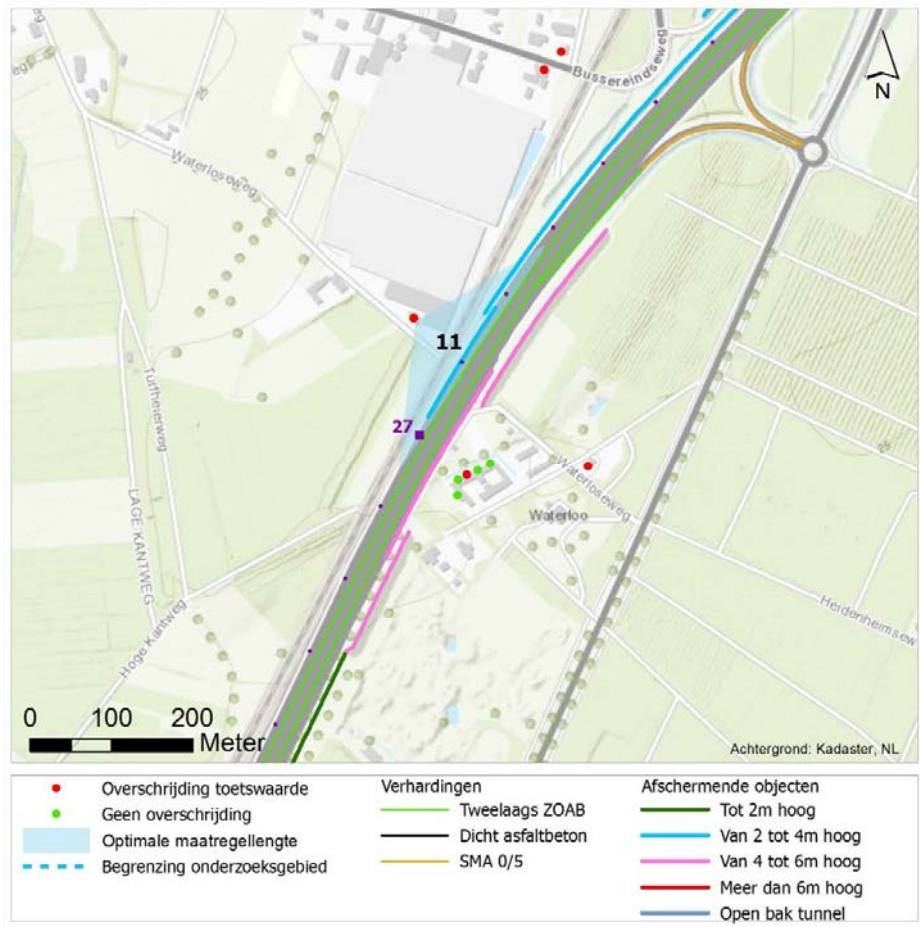 Bussereindseweg
N
26
Waterloseweg
11
27
Turfheierweg
LAGE KANTWEG
Waterloseweg
Waterloo
Hoge Kantweg
0 100 200
Meter
Achtergrond: Kadaster, NL
Overschrijding toetswaarde
Geen overschrijding
Optimale maatregellengte
Begrenzing onderzoeksgebied
Verhardingen
Tweelaags ZOAB
Dicht asfaltbeton
SMA 0/5
Afschermende objecten
Tot 2m hoog
Van 2 tot 4m hoog
Van 4 tot 6m hoog
Meer dan 6m hoog
Open bak tunnel